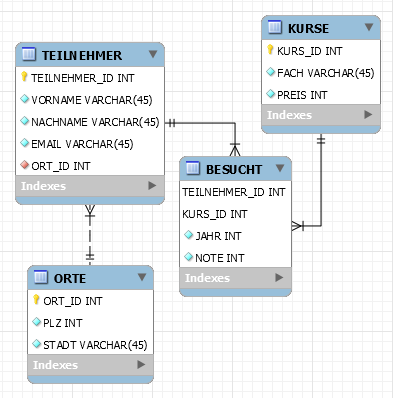 TEILNEHMER
TEILNEHMER_ID INT
VORNAME VARCHAR(45)
NACHNAME VARCHAR(45)
EMAIL VARCHAR(45)
ORT_ID INT
Indexes
KURSE
KURS_ID INT
FACH VARCHAR(45)
PREIS INT
Indexes
BESUCHT
TEILNEHMER_ID INT
KURS_ID INT
JAHR INT
NOTE INT
Indexes
ORTE
ORT_ID INT
PLZ INT
STADT VARCHAR(45)
Indexes